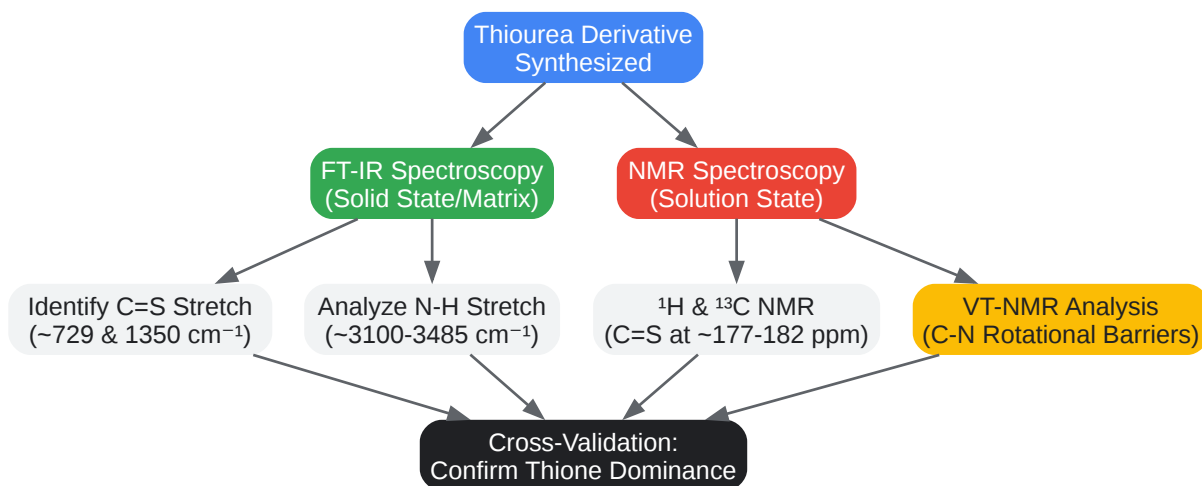 Thiourea Derivative
Synthesized
FT-IR Spectroscopy
(Solid State/Matrix)
NMR Spectroscopy
(Solution State)
Identify C=S Stretch
(~729 & 1350 cm⁻¹)
Analyze N-H Stretch
(~3100-3485 cm⁻¹)
¹H & ¹³C NMR
(C=S at ~177-182 ppm)
VT-NMR Analysis
(C-N Rotational Barriers)
Cross-Validation:
Confirm Thione Dominance